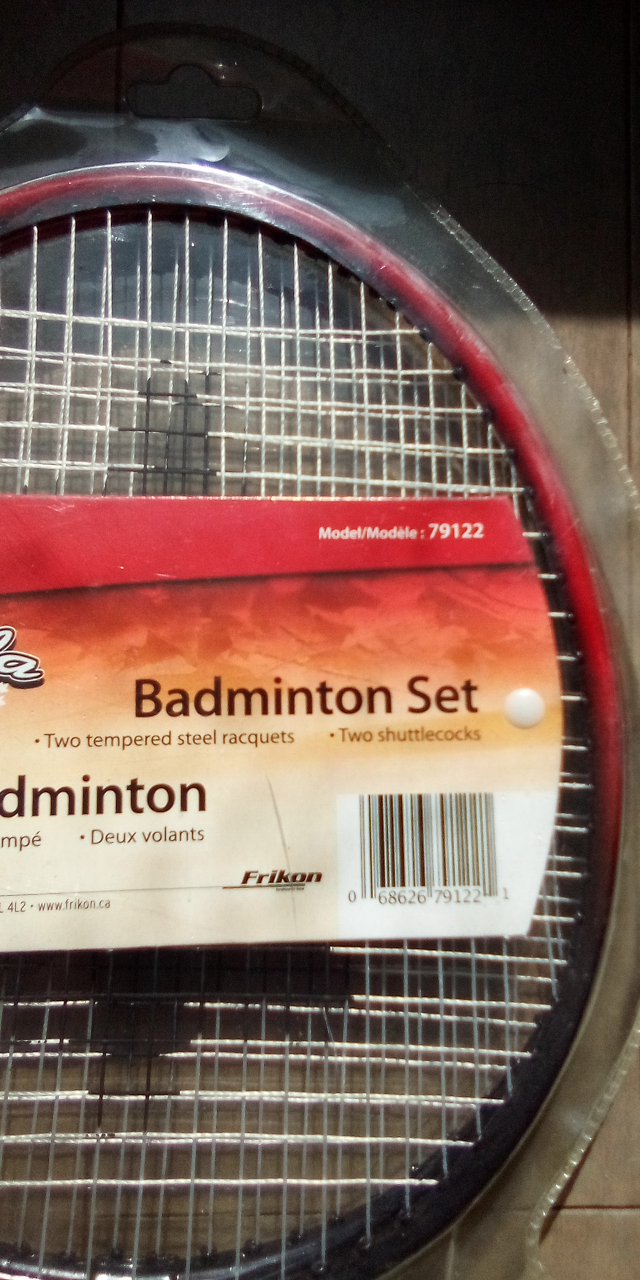 Model/Modèle : 79122
la
Badminton Set
• Two tempered steel racquets • Two shuttlecocks
dminton
mpé • Deux volants
Frikon
L 4L2 • www.frikon.ca
0 68626 79122 1